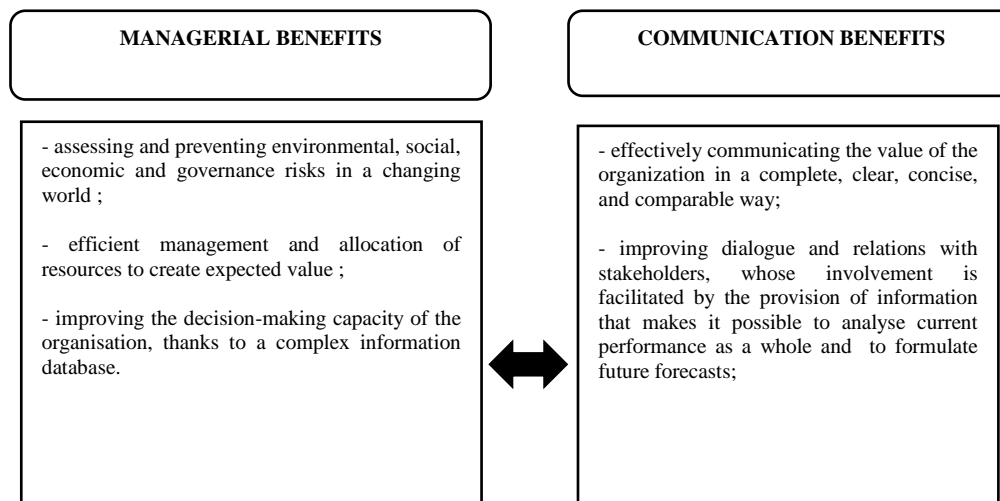 MANAGERIAL BENEFITS
- assessing and preventing environmental, social,
economic and governance risks in a changing
world ;
- efficient management and allocation of
resources to create expected value ;
- improving the decision-making capacity of the
organisation, thanks to a complex information
database.
COMMUNICATION BENEFITS
- effectively communicating the value of the
organization in a complete, clear, concise,
and comparable way;
- improving dialogue and relations with
stakeholders, whose involvement is
facilitated by the provision of information
that makes it possible to analyse current
performance as a whole and to formulate
future forecasts;